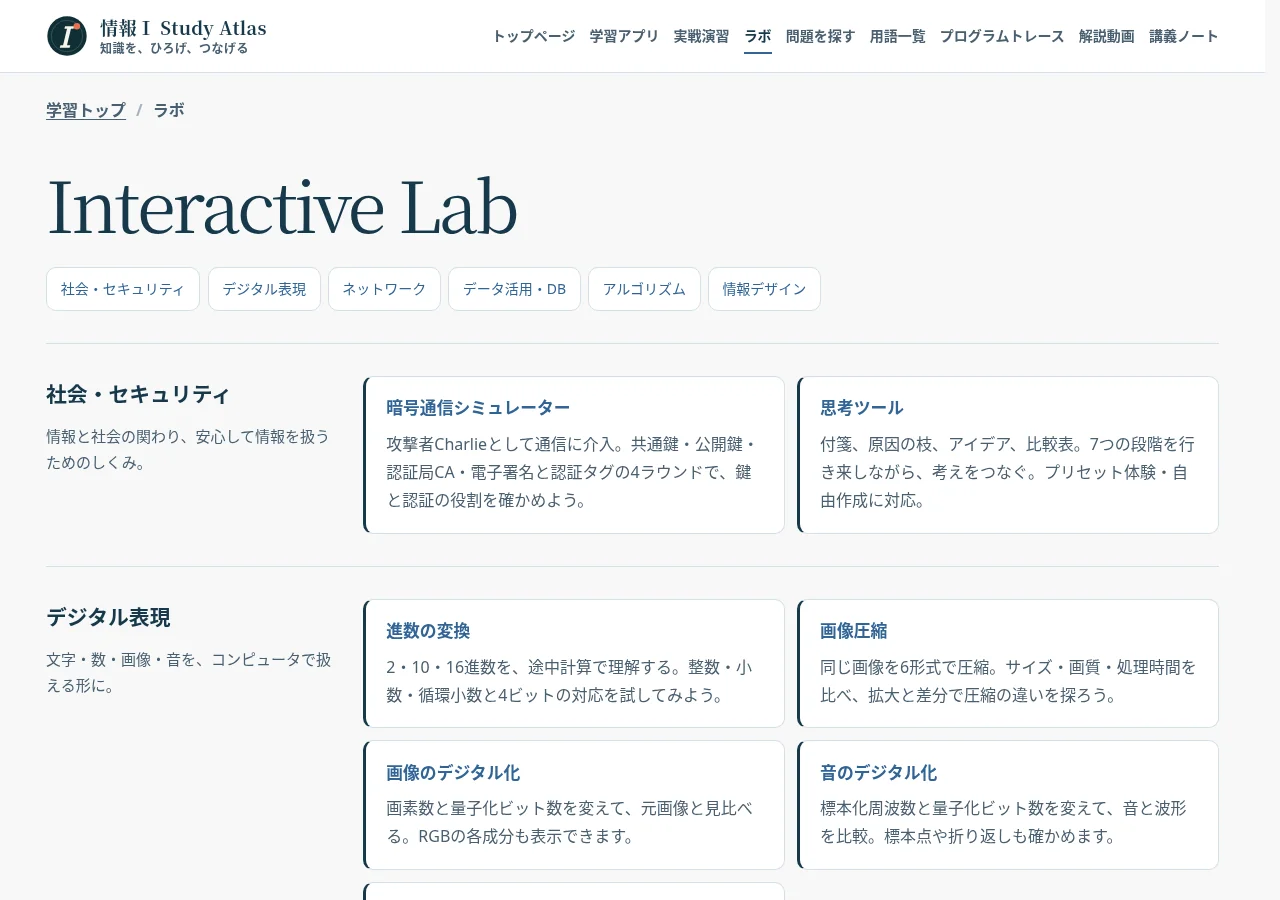 情報 I Study Atlas
知識を、ひろげ、つなげる
トップページ 学習アプリ 実戦演習 ラボ 問題を探す 用語一覧 プログラムトレース 解説動画 講義ノート
学習トップ / ラボ
Interactive Lab
社会・セキュリティ デジタル表現 ネットワーク データ活用・DB アルゴリズム 情報デザイン
社会・セキュリティ
情報と社会の関わり、安心して情報を扱う
ためのしくみ。
暗号通信シミュレーター
攻撃者Charlieとして通信に介入。共通鍵・公開鍵・
認証局CA・電子署名と認証タグの4ラウンドで、鍵
と認証の役割を確かめよう。
思考ツール
付箋、原因の枝、アイデア、比較表。7つの段階を行
き来しながら、考えをつなぐ。プリセット体験・自
由作成に対応。
デジタル表現
文字・数・画像・音を、コンピュータで扱
える形に。
進数の変換
2・10・16進数を、途中計算で理解する。整数・小
数・循環小数と4ビットの対応を試してみよう。
画像圧縮
同じ画像を6形式で圧縮。サイズ・画質・処理時間を
比べ、拡大と差分で圧縮の違いを探ろう。
画像のデジタル化
画素数と量子化ビット数を変えて、元画像と見比べ
る。RGBの各成分も表示できます。
音のデジタル化
標本化周波数と量子化ビット数を変えて、音と波形
を比較。標本点や折り返しも確かめます。